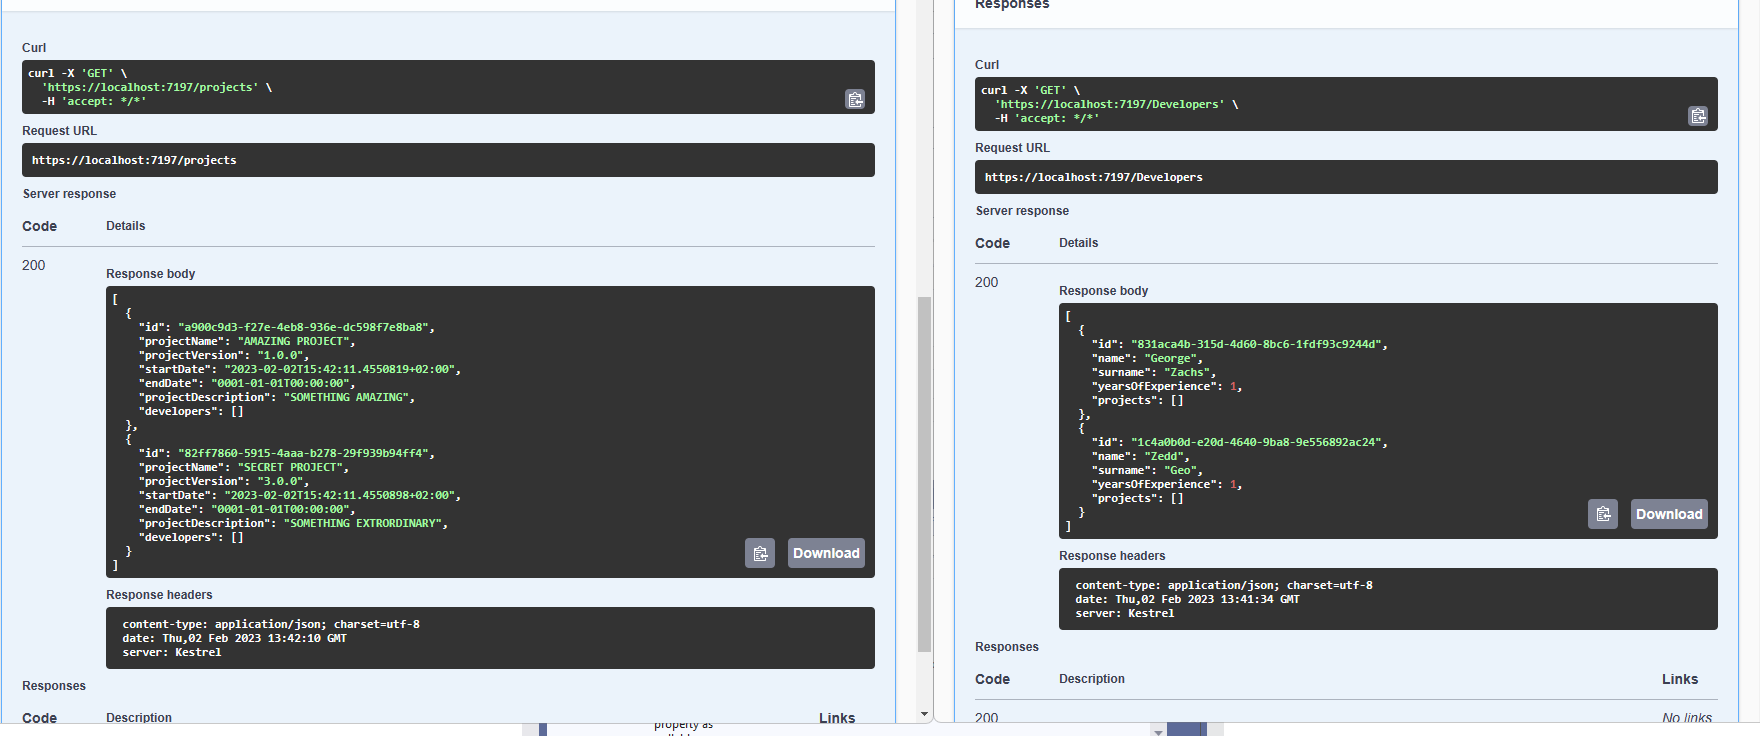 Curl
curl -X 'GET' \
'https://localhost:7197/projects' \
-H 'accept: */*'
Request URL
https://localhost:7197/projects
Server response
Code Details
200
Response body
[
{
"id": "a900c9d3-f27e-4eb8-936e-dc598f7e8ba8",
"projectName": "AMAZING PROJECT",
"projectVersion": "1.0.0",
"startDate": "2023-02-02T15:42:11.4550819+02:00",
"endDate": "0001-01-01T00:00:00",
"projectDescription": "SOMETHING AMAZING",
"developers": []
},
{
"id": "82ff7860-5915-4aaa-b278-29f939b94ff4",
"projectName": "SECRET PROJECT",
"projectVersion": "3.0.0",
"startDate": "2023-02-02T15:42:11.4550898+02:00",
"endDate": "0001-01-01T00:00:00",
"projectDescription": "SOMETHING EXTRORDINARY",
"developers": []
}
]
Download
Response headers
content-type: application/json; charset=utf-8
date: Thu,02 Feb 2023 13:42:10 GMT
server: Kestrel
Responses
Code Description Links
Responses
Curl
curl -X 'GET' \
'https://localhost:7197/Developers' \
-H 'accept: */*'
Request URL
https://localhost:7197/Developers
Server response
Code Details
200
Response body
[
{
"id": "831aca4b-315d-4d60-8bc6-1fdf93c9244d",
"name": "George",
"surname": "Zachs",
"yearsOfExperience": 1,
"projects": []
},
{
"id": "1c4a0b0d-e20d-4640-9ba8-9e556892ac24",
"name": "Zedd",
"surname": "Geo",
"yearsOfExperience": 1,
"projects": []
}
]
Download
Response headers
content-type: application/json; charset=utf-8
date: Thu,02 Feb 2023 13:41:34 GMT
server: Kestrel
Responses
Code Description Links
200 No links
property as